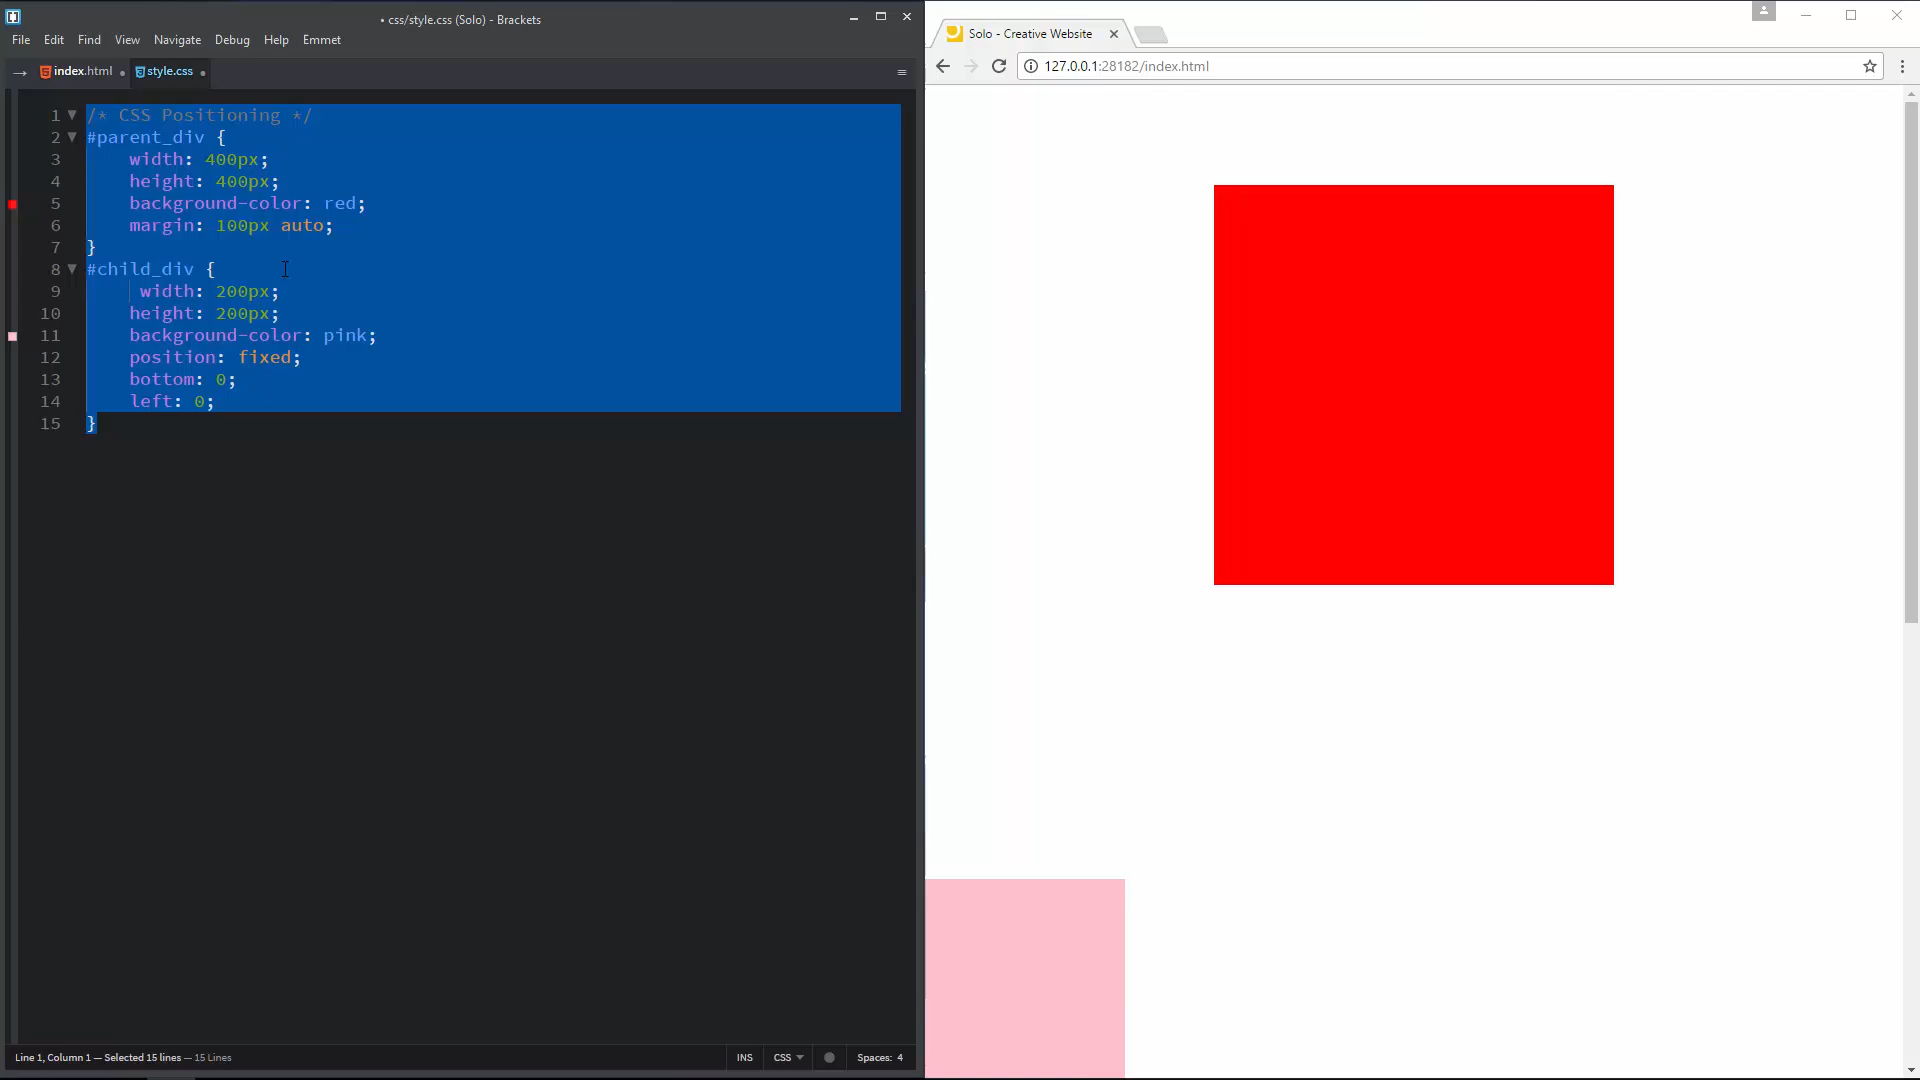 • css/style.css (Solo) - Brackets
File Edit Find View Navigate Debug Help Emmet
index.html • style.css •
1 /* CSS Positioning */
2 #parent_div {
3 width: 400px;
4 height: 400px;
5 background-color: red;
6 margin: 100px auto;
7 }
8 #child_div {
9 width: 200px;
10 height: 200px;
11 background-color: pink;
12 position: fixed;
13 bottom: 0;
14 left: 0;
15 }
Line 1, Column 1 — Selected 15 lines — 15 Lines
INS CSS Spaces: 4
Solo - Creative Website
127.0.0.1:28182/index.html